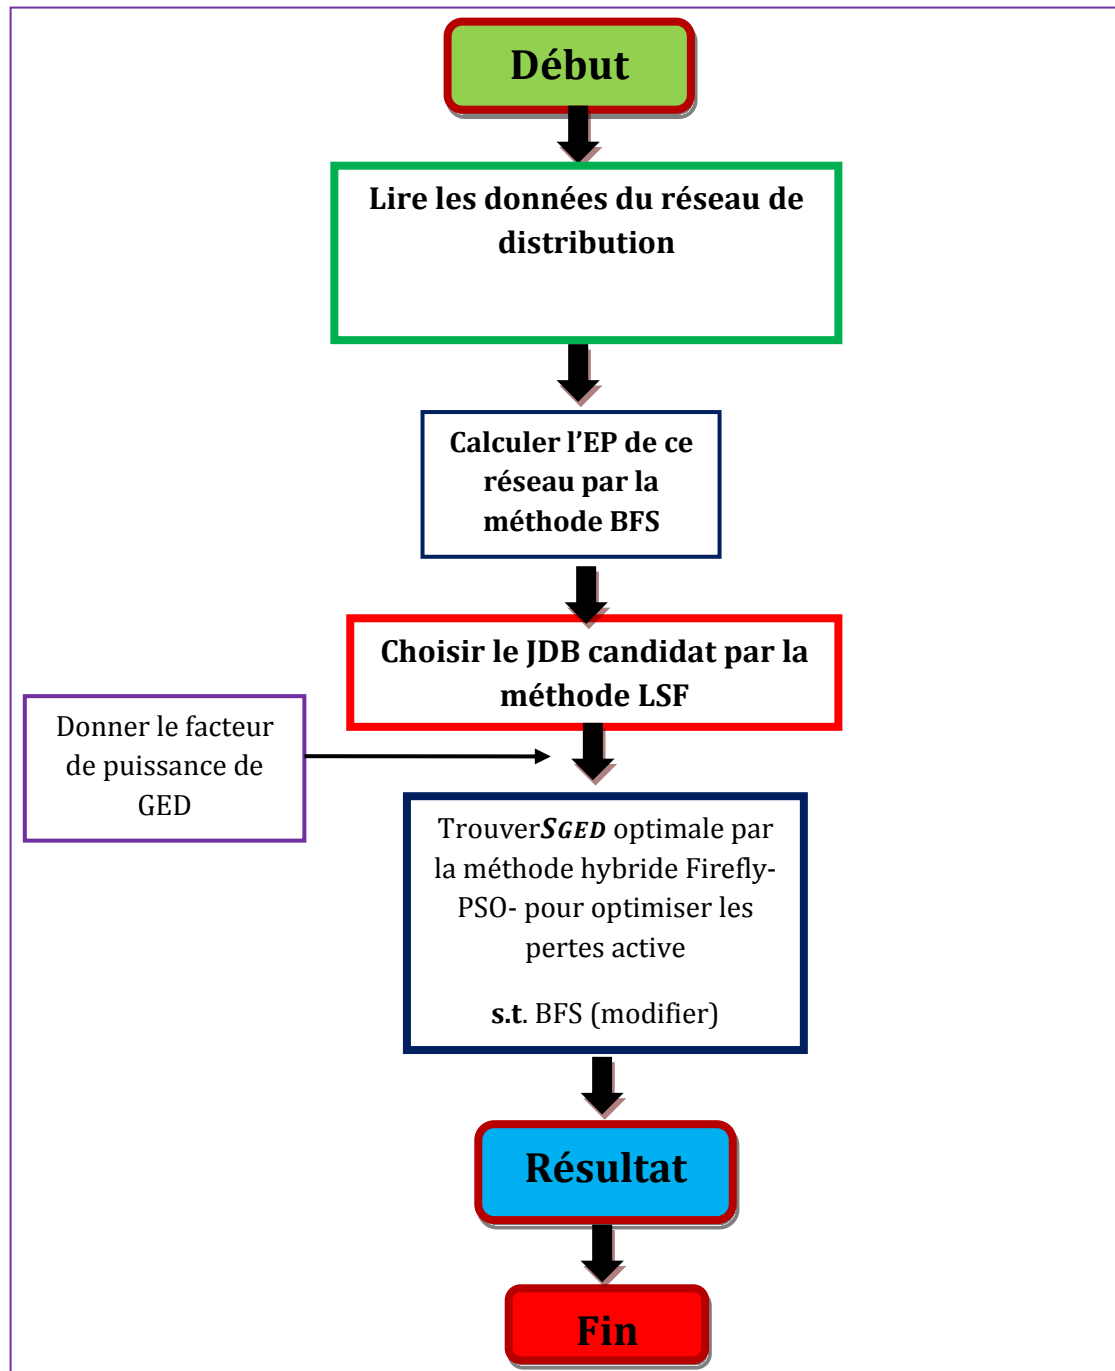 Début
Lire les données du réseau de
distribution
Calculer l’EP de ce
réseau par la
méthode BFS
Choisir le JDB candidat par la
méthode LSF
Donner le facteur
de puissance de
GED
TrouverSGED optimale par
la méthode hybride Firefly-
PSO- pour optimiser les
pertes active
s.t. BFS (modifier)
Résultat
Fin